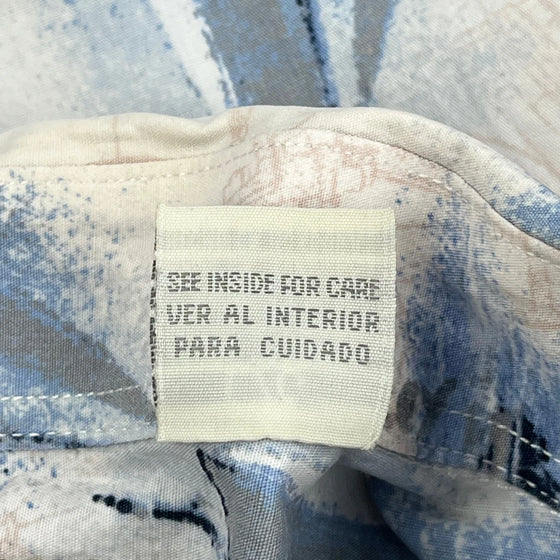 SEE INSIDE FOR CARE
VER AL INTERIOR
PARA CUIDADO